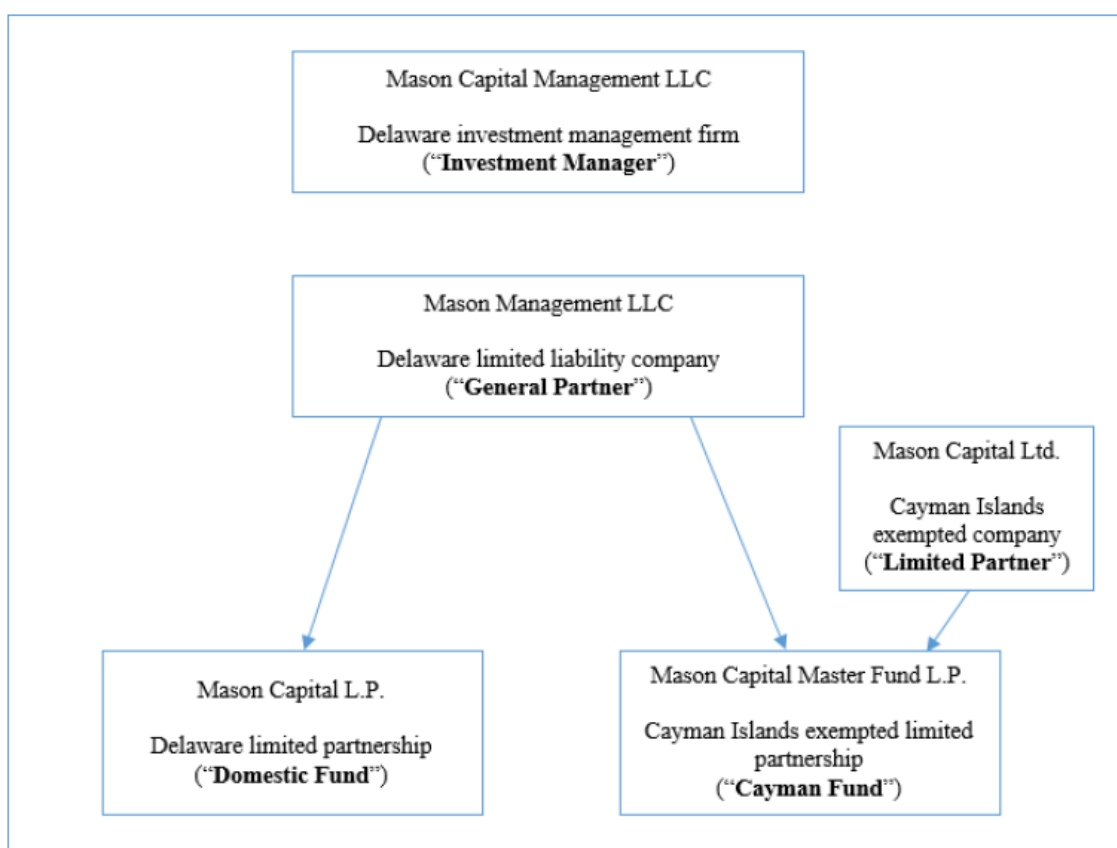 Mason Capital Management LLC
Delaware investment management firm
(“Investment Manager”)
Mason Management LLC
Delaware limited liability company
(“General Partner”)
Mason Capital Ltd.
Cayman Islands
exempted company
(“Limited Partner”)
Mason Capital L.P.
Delaware limited partnership
(“Domestic Fund”)
Mason Capital Master Fund L.P.
Cayman Islands exempted limited
partnership
(“Cayman Fund”)